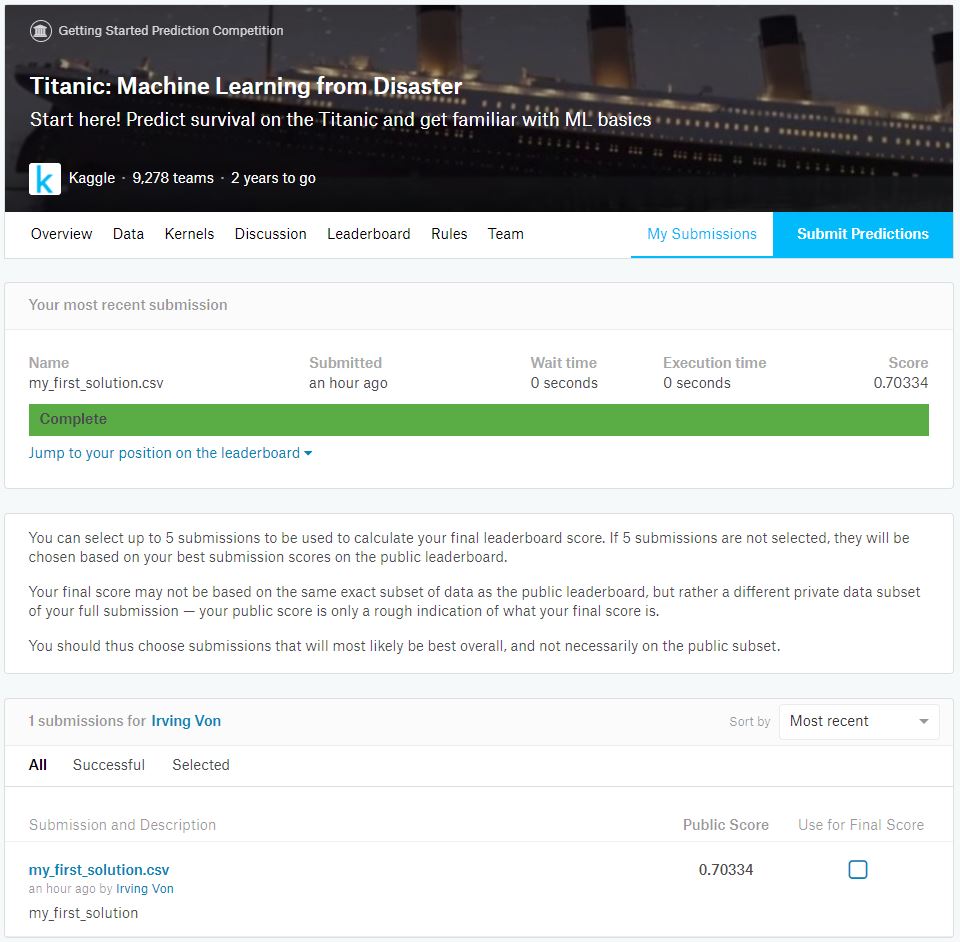 Getting Started Prediction Competition
Titanic: Machine Learning from Disaster
Start here! Predict survival on the Titanic and get familiar with ML basics
k Kaggle · 9,278 teams · 2 years to go
Overview Data Kernels Discussion Leaderboard Rules Team My Submissions Submit Predictions
Your most recent submission
Name Submitted Wait time Execution time Score
my_first_solution.csv an hour ago 0 seconds 0 seconds 0.70334
Complete
Jump to your position on the leaderboard
You can select up to 5 submissions to be used to calculate your final leaderboard score. If 5 submissions are not selected, they will be
chosen based on your best submission scores on the public leaderboard.
Your final score may not be based on the same exact subset of data as the public leaderboard, but rather a different private data subset
of your full submission — your public score is only a rough indication of what your final score is.
You should thus choose submissions that will most likely be best overall, and not necessarily on the public subset.
1 submissions for Irving Von Sort by Most recent
All Successful Selected
Submission and Description Public Score Use for Final Score
my_first_solution.csv 0.70334
an hour ago by Irving Von
my_first_solution